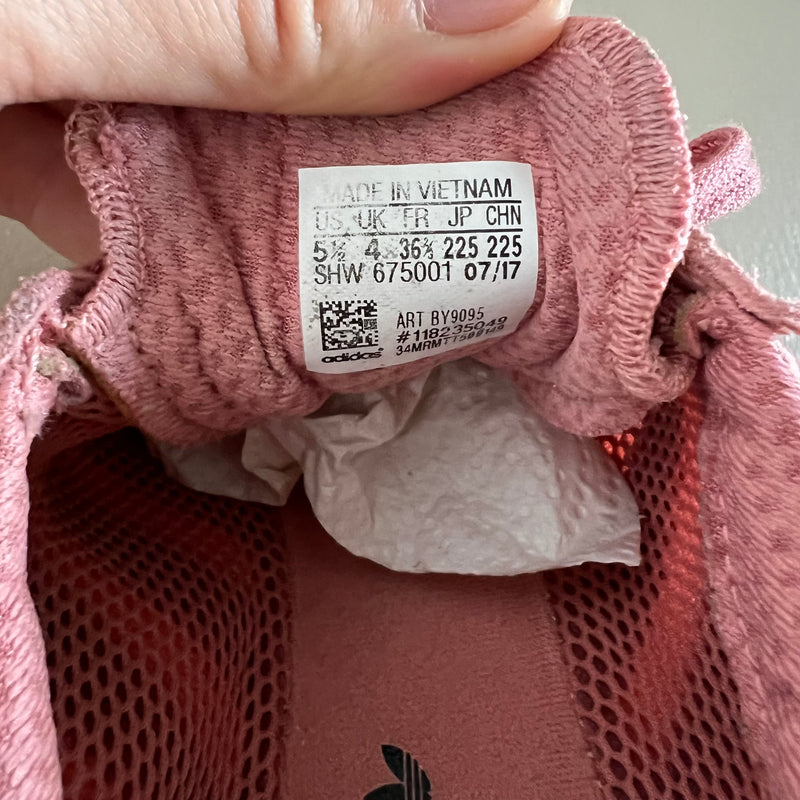 MADE IN VIETNAM
US UK FR JP CHN
5½ 4 36⅔ 225 225
SHW 675001 07/17
ART BY9095
#118235049
adidas